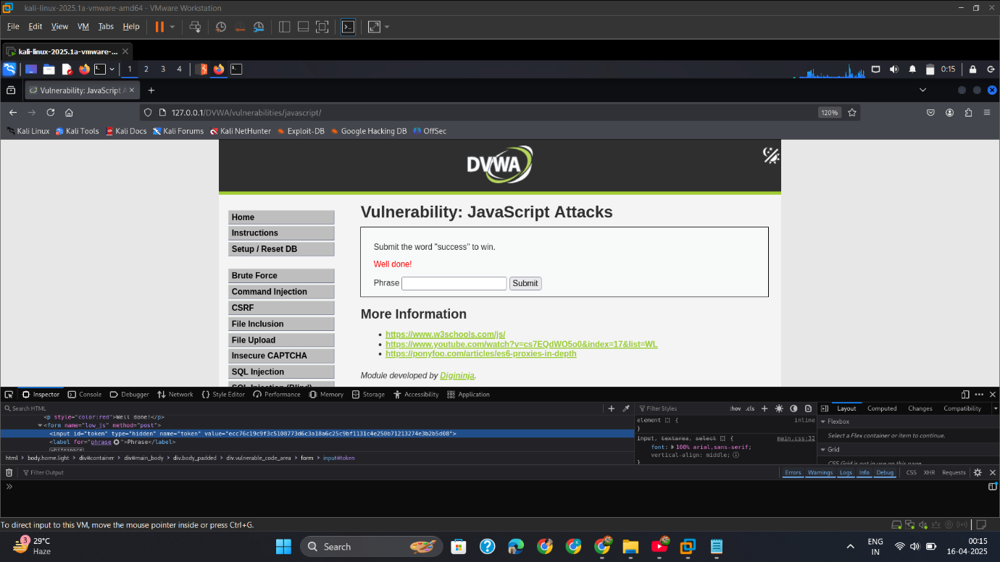 kali-linux-2025.1a-vmware-amd64 - VMware Workstation
File Edit View VM Tabs Help
kali-linux-2025.1a-vmware-...
1 2 3 4 0:15
Vulnerability: JavaScript A
127.0.0.1/DVWA/vulnerabilities/javascript/ 120%
Kali Linux Kali Tools Kali Docs Kali Forums Kali NetHunter Exploit-DB Google Hacking DB OffSec
DVWA
Home
Instructions
Setup / Reset DB
Brute Force
Command Injection
CSRF
File Inclusion
File Upload
Insecure CAPTCHA
SQL Injection
SQL Injection (Blind)
Vulnerability: JavaScript Attacks
Submit the word "success" to win.
Well done!
Phrase Submit
More Information
https://www.w3schools.com/js/
https://www.youtube.com/watch?v=cs7EQdWO5o0&index=17&list=WL
https://ponyfoo.com/articles/es6-proxies-in-depth
Module developed by Digininja.
Inspector Console Debugger Network Style Editor Performance Memory Storage Accessibility Application
Search HTML
<p style="color:red">Well done!</p>
<form name="low_js" method="post">
<input id="token" type="hidden" name="token" value="ecc76c19c9f3c5108773d6c3a18a6c25c9bf1131c4e250b71213274e3b2b5d08">
<label for="phrase">Phrase</label>
whitespace
html body.home.light div#container div#main_body div.body_padded div.vulnerable_code_area form input#token
Filter Styles :hov .cls
element { inline
}
input, textarea, select { main.css:32
font: 100% arial,sans-serif;
vertical-align: middle;
}
Layout Computed Changes Compatibility
Flexbox
Select a Flex container or item to continue.
Grid
CSS Grid is not in use on this page
Filter Output Errors Warnings Logs Info Debug CSS XHR Requests
To direct input to this VM, move the mouse pointer inside or press Ctrl+G.
3 29°C
Haze
Search
ENG
IN
00:15
16-04-2025